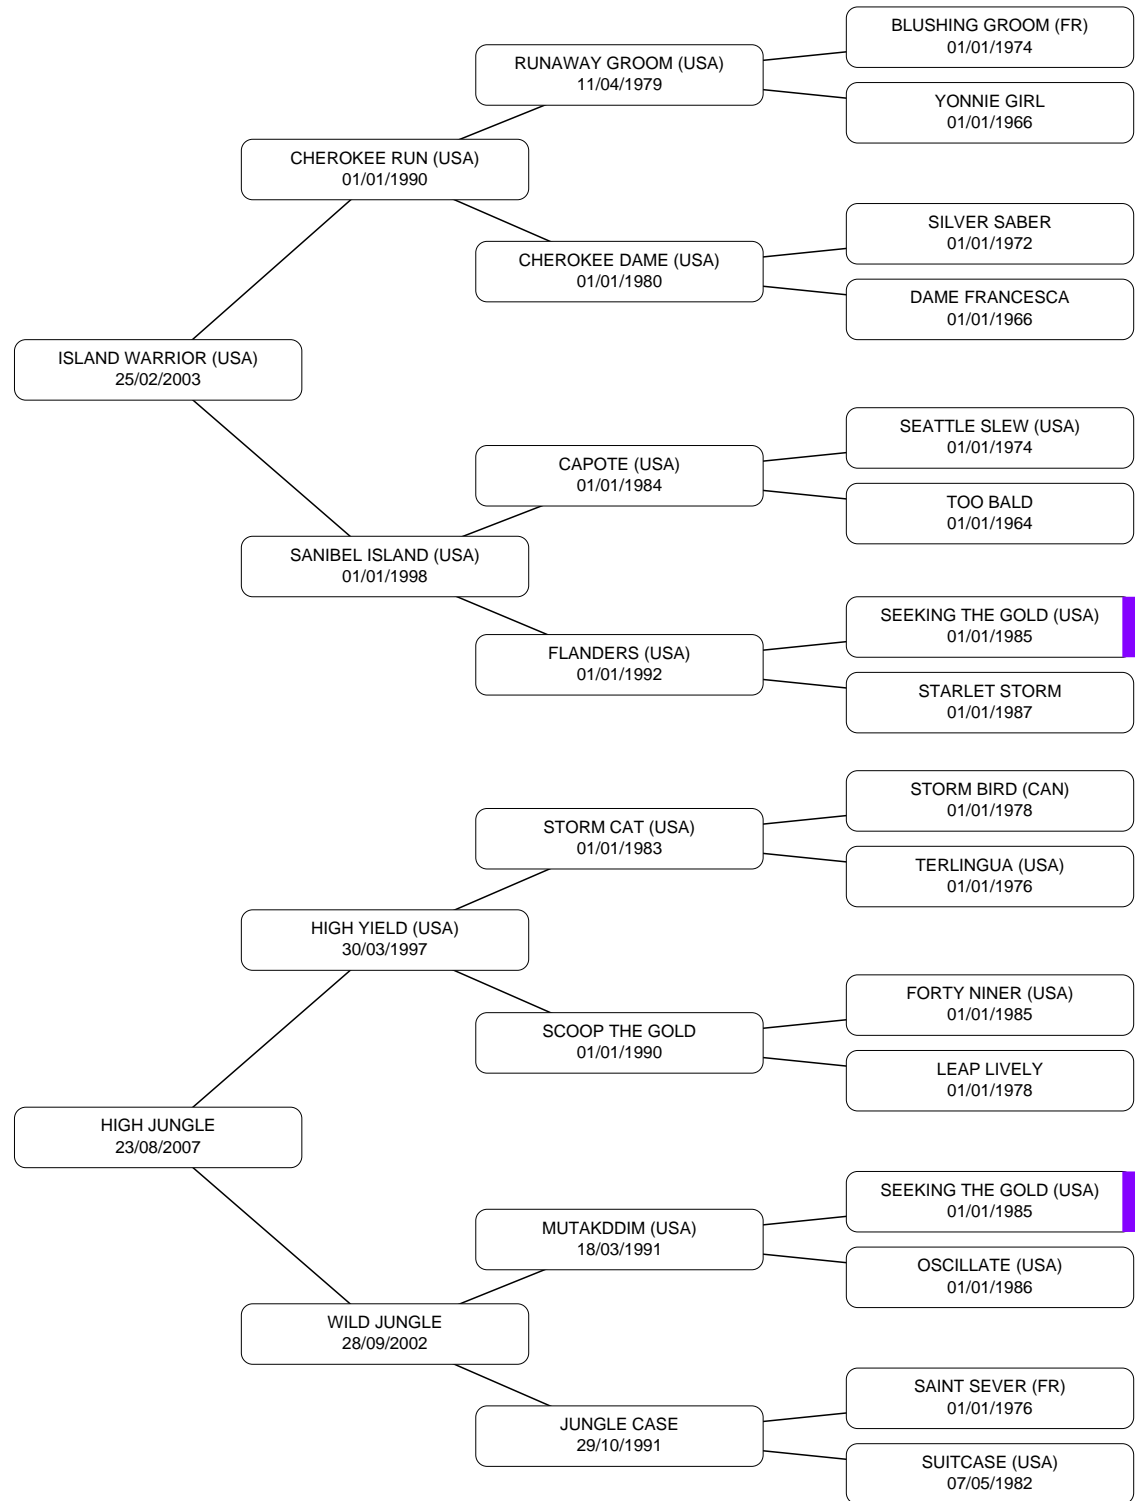 BLUSHING GROOM (FR)
01/01/1974
RUNAWAY GROOM (USA)
11/04/1979
YONNIE GIRL
01/01/1966
CHEROKEE RUN (USA)
01/01/1990
SILVER SABER
01/01/1972
CHEROKEE DAME (USA)
01/01/1980
DAME FRANCESCA
01/01/1966
ISLAND WARRIOR (USA)
25/02/2003
SEATTLE SLEW (USA)
01/01/1974
CAPOTE (USA)
01/01/1984
TOO BALD
01/01/1964
SANIBEL ISLAND (USA)
01/01/1998
SEEKING THE GOLD (USA)
01/01/1985
FLANDERS (USA)
01/01/1992
STARLET STORM
01/01/1987
STORM BIRD (CAN)
01/01/1978
STORM CAT (USA)
01/01/1983
TERLINGUA (USA)
01/01/1976
HIGH YIELD (USA)
30/03/1997
FORTY NINER (USA)
01/01/1985
SCOOP THE GOLD
01/01/1990
LEAP LIVELY
01/01/1978
HIGH JUNGLE
23/08/2007
SEEKING THE GOLD (USA)
01/01/1985
MUTAKDDIM (USA)
18/03/1991
OSCILLATE (USA)
01/01/1986
WILD JUNGLE
28/09/2002
SAINT SEVER (FR)
01/01/1976
JUNGLE CASE
29/10/1991
SUITCASE (USA)
07/05/1982